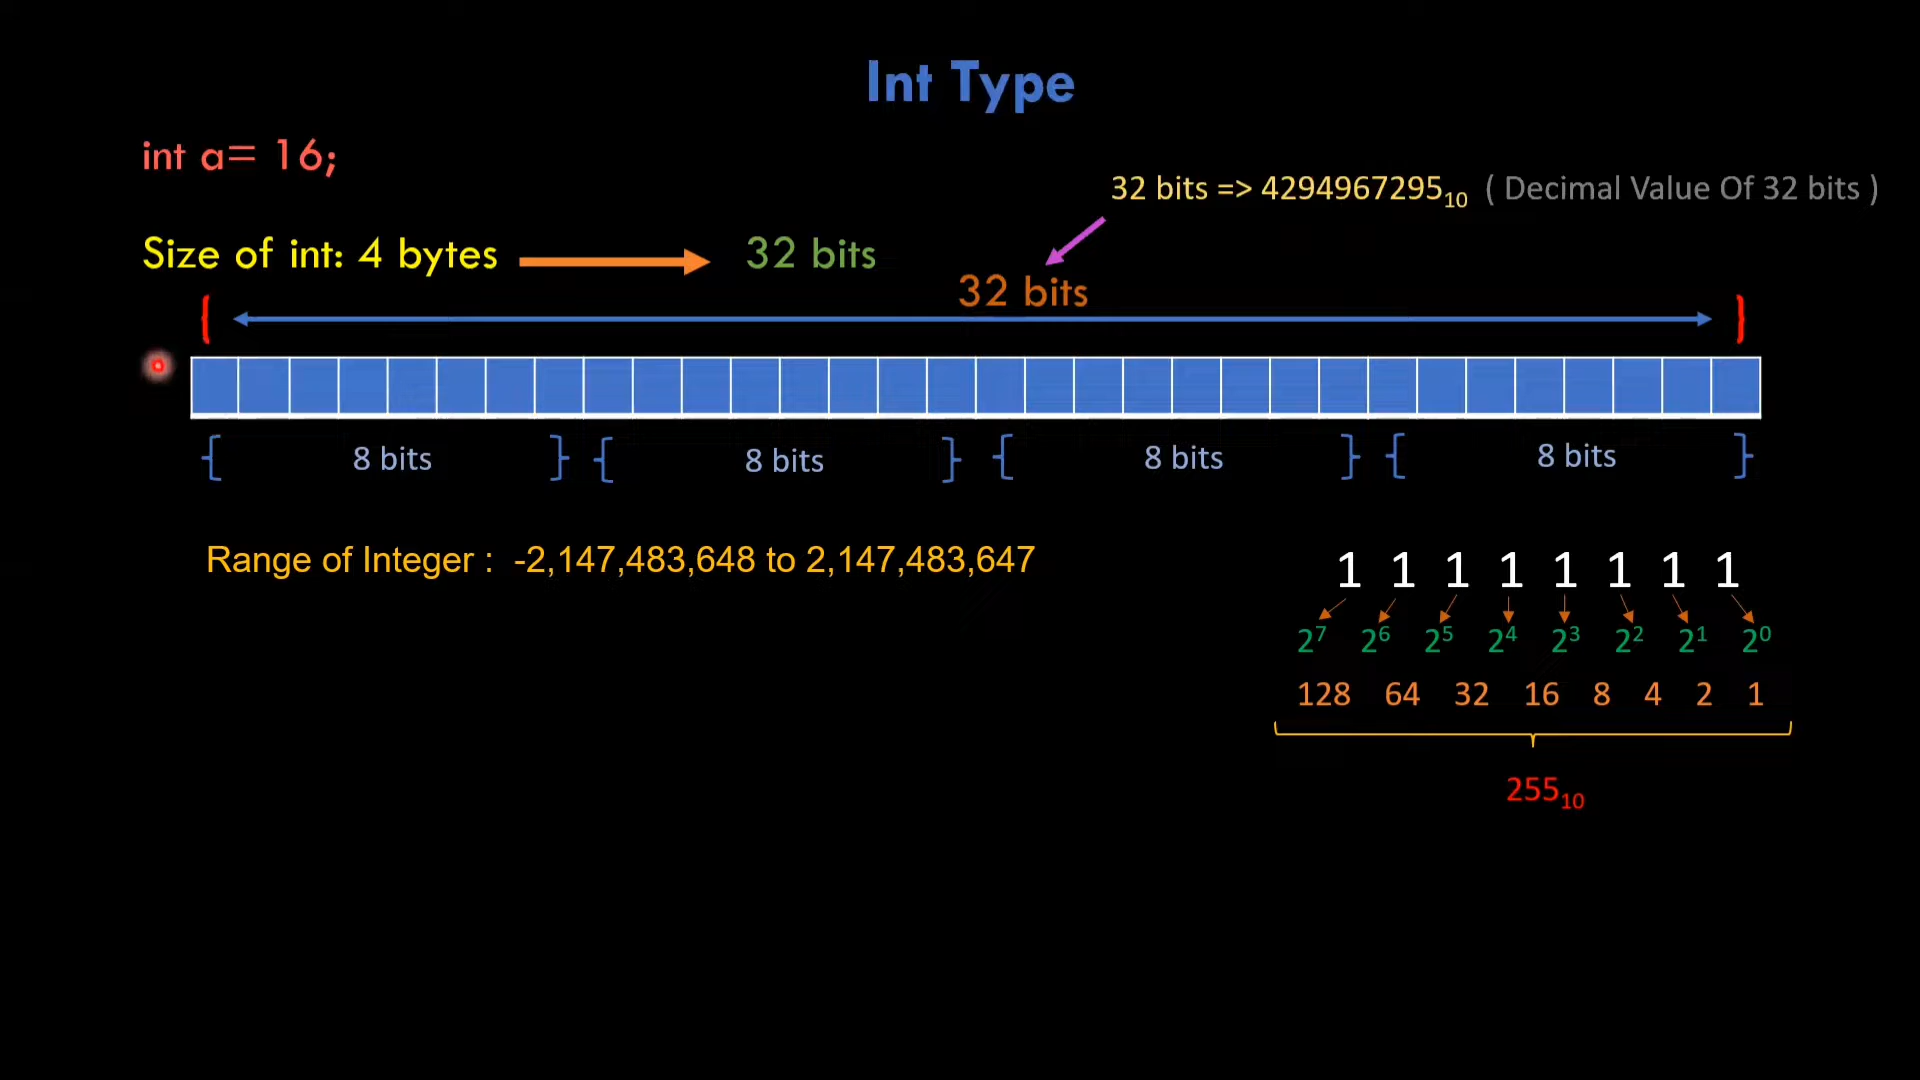 Int Type
int a= 16;
32 bits => 4294967295₁₀ ( Decimal Value Of 32 bits )
Size of int: 4 bytes 32 bits
32 bits
8 bits 8 bits 8 bits 8 bits
Range of Integer : -2,147,483,648 to 2,147,483,647
1 1 1 1 1 1 1 1
2⁷ 2⁶ 2⁵ 2⁴ 2³ 2² 2¹ 2⁰
128 64 32 16 8 4 2 1
255₁₀